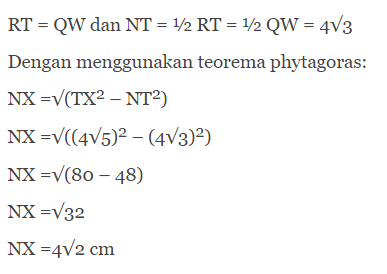 RT = QW dan NT = ½ RT = ½ QW = 4√3
Dengan menggunakan teorema phytagoras:
NX =√(TX² – NT²)
NX =√((4√5)² – (4√3)²)
NX =√(80 – 48)
NX =√32
NX =4√2 cm